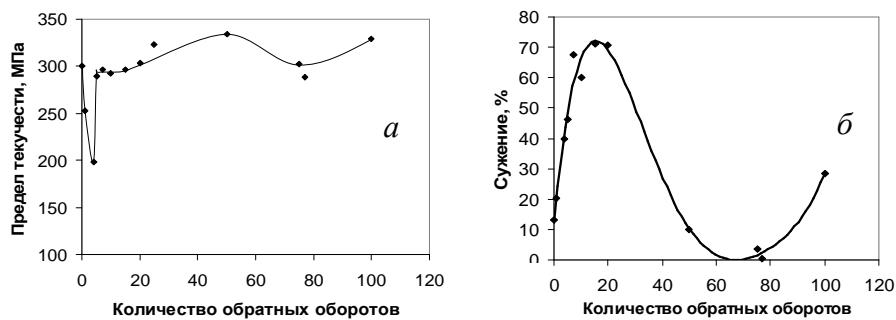 Предел текучести, МПа
350
300
250
200
150
100
0 20 40 60 80 100 120
Количество обратных оборотов
а
Сужение, %
80
70
60
50
40
30
20
10
0
0 20 40 60 80 100 120
Количество обратных оборотов
б